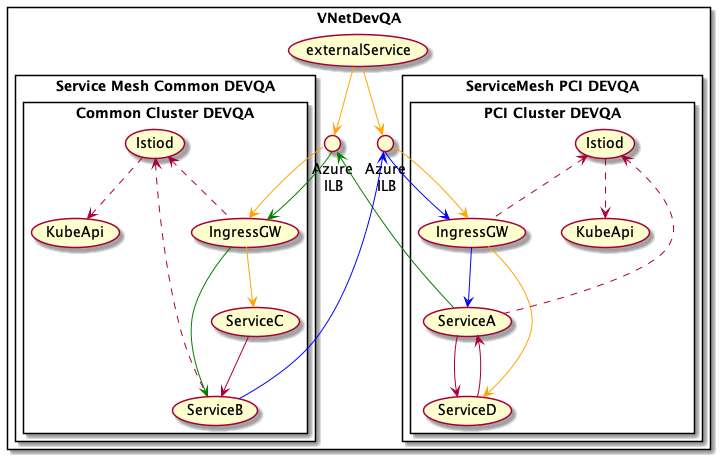 VNetDevQA
externalService
Service Mesh Common DEVQA
ServiceMesh PCI DEVQA
Common Cluster DEVQA
PCI Cluster DEVQA
Istiod
Azure
ILB
Azure
ILB
Istiod
KubeApi
IngressGW
IngressGW
KubeApi
ServiceC
ServiceA
ServiceB
ServiceD